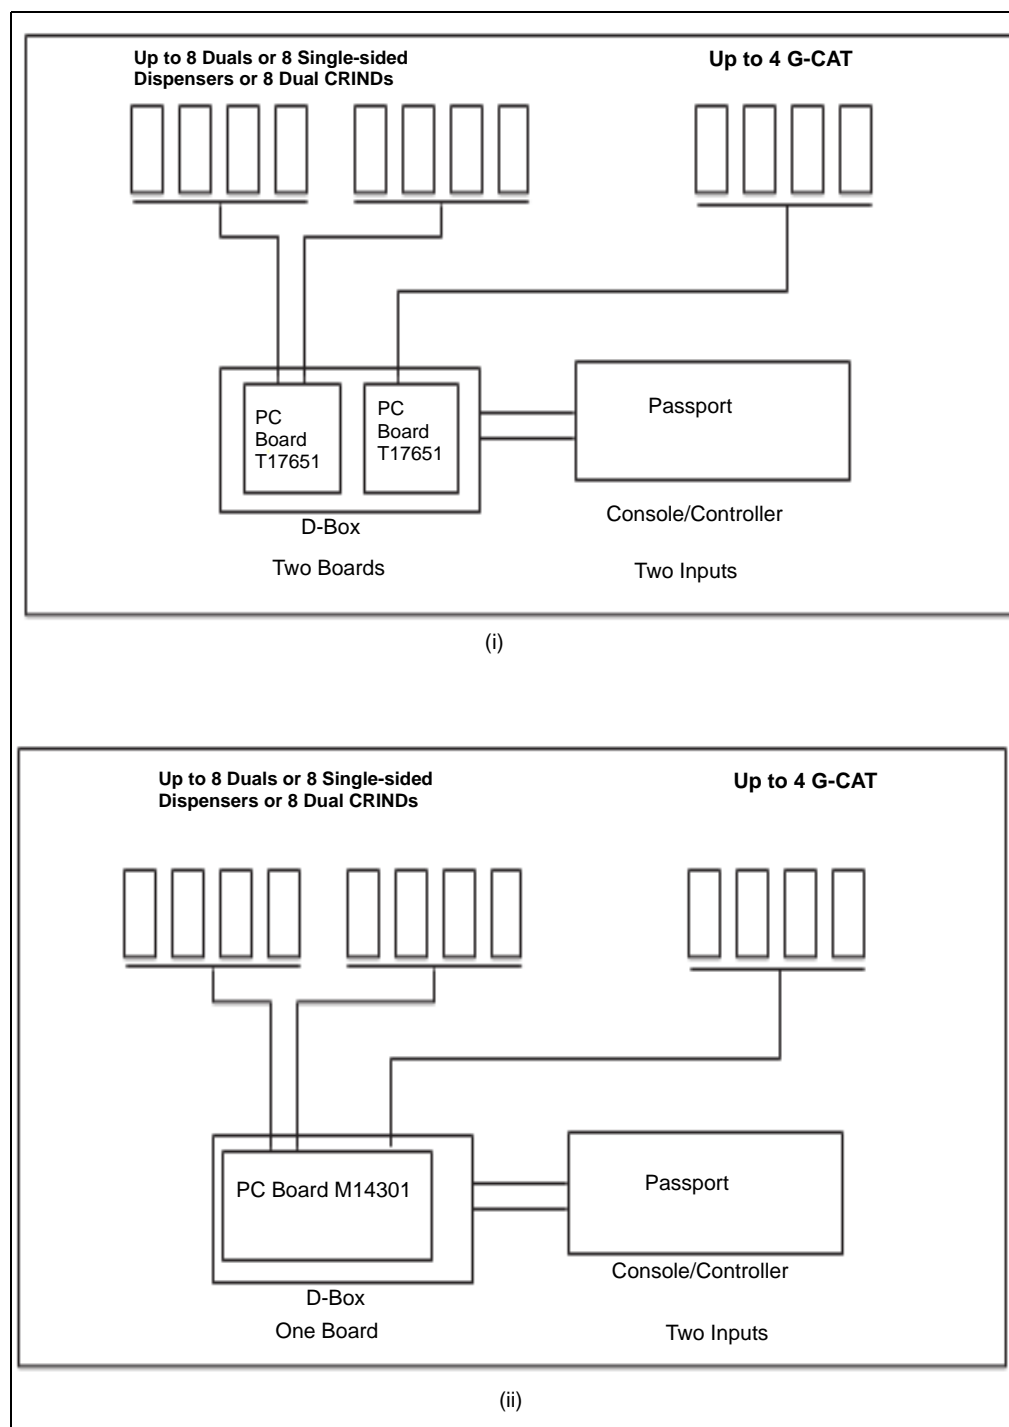 Up to 8 Duals or 8 Single-sided
Dispensers or 8 Dual CRINDs
Up to 4 G-CAT
PC
Board
T17651
PC
Board
T17651
Passport
D-Box
Console/Controller
Two Boards
Two Inputs
(i)
Up to 8 Duals or 8 Single-sided
Dispensers or 8 Dual CRINDs
Up to 4 G-CAT
PC Board M14301
Passport
D-Box
Console/Controller
One Board
Two Inputs
(ii)